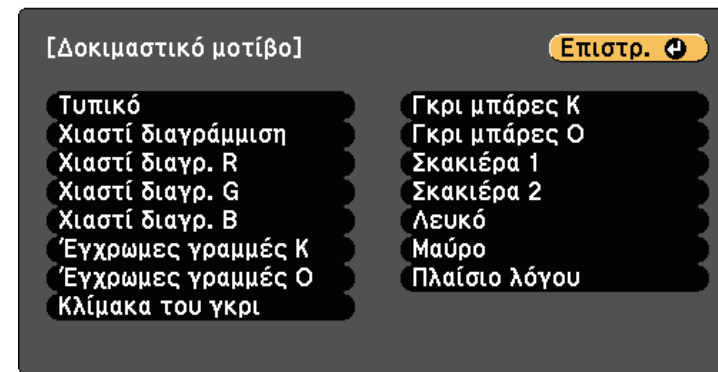 [Δοκιμαστικό μοτίβο]
Επιστρ.
Τυπικό
Χιαστί διαγράμμιση
Χιαστί διαγρ. R
Χιαστί διαγρ. G
Χιαστί διαγρ. B
Έγχρωμες γραμμές Κ
Έγχρωμες γραμμές Ο
Κλίμακα του γκρι
Γκρι μπάρες Κ
Γκρι μπάρες Ο
Σκακιέρα 1
Σκακιέρα 2
Λευκό
Μαύρο
Πλαίσιο λόγου